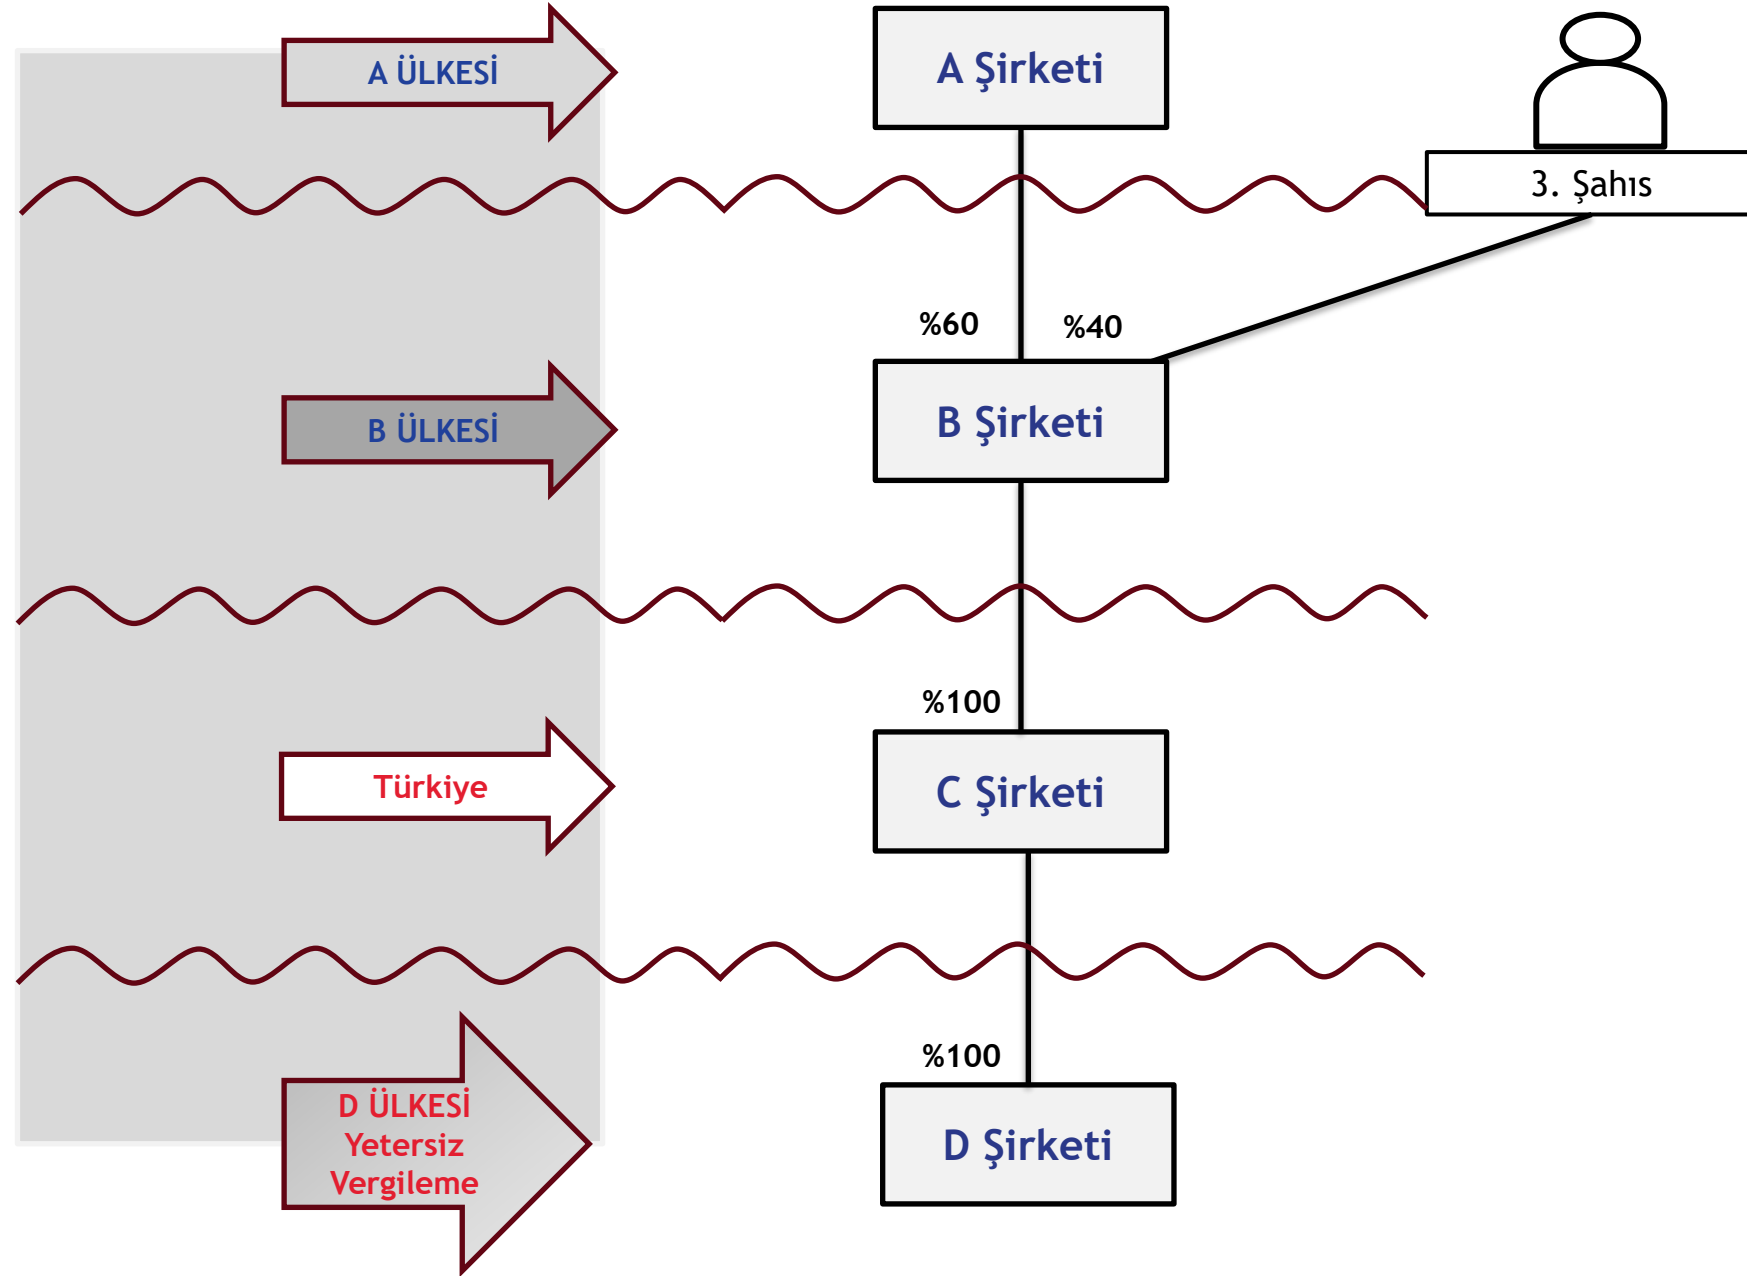 A ÜLKESİ
A Şirketi
3. Şahıs
%60
%40
B ÜLKESİ
B Şirketi
%100
Türkiye
C Şirketi
%100
D ÜLKESİ
Yetersiz
Vergileme
D Şirketi